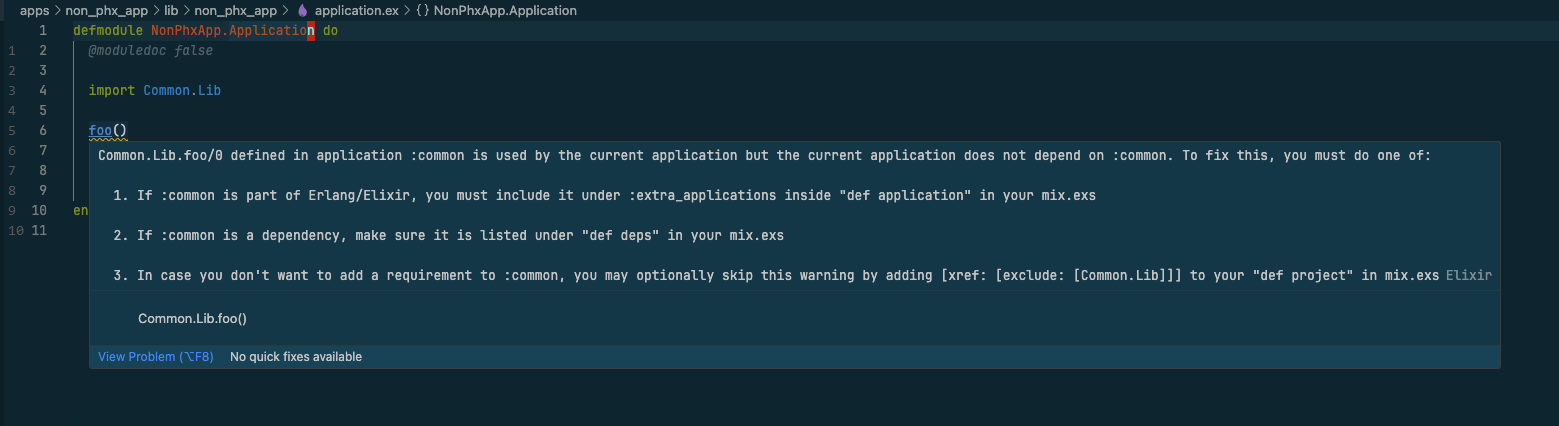 apps > non_phx_app > lib > non_phx_app > application.ex > {} NonPhxApp.Application
1 defmodule NonPhxApp.Application do
1 2 @moduledoc false
2 3
3 4 import Common.Lib
4 5
5 6 foo()
6 7 Common.Lib.foo/0 defined in application :common is used by the current application but the current application does not depend on :common. To fix this, you must do one of:
7 8
8 9 1. If :common is part of Erlang/Elixir, you must include it under :extra_applications inside "def application" in your mix.exs
9 10 en
10 11 2. If :common is a dependency, make sure it is listed under "def deps" in your mix.exs
3. In case you don't want to add a requirement to :common, you may optionally skip this warning by adding [xref: [exclude: [Common.Lib]]] to your "def project" in mix.exs Elixir
Common.Lib.foo()
View Problem (⌥F8) No quick fixes available